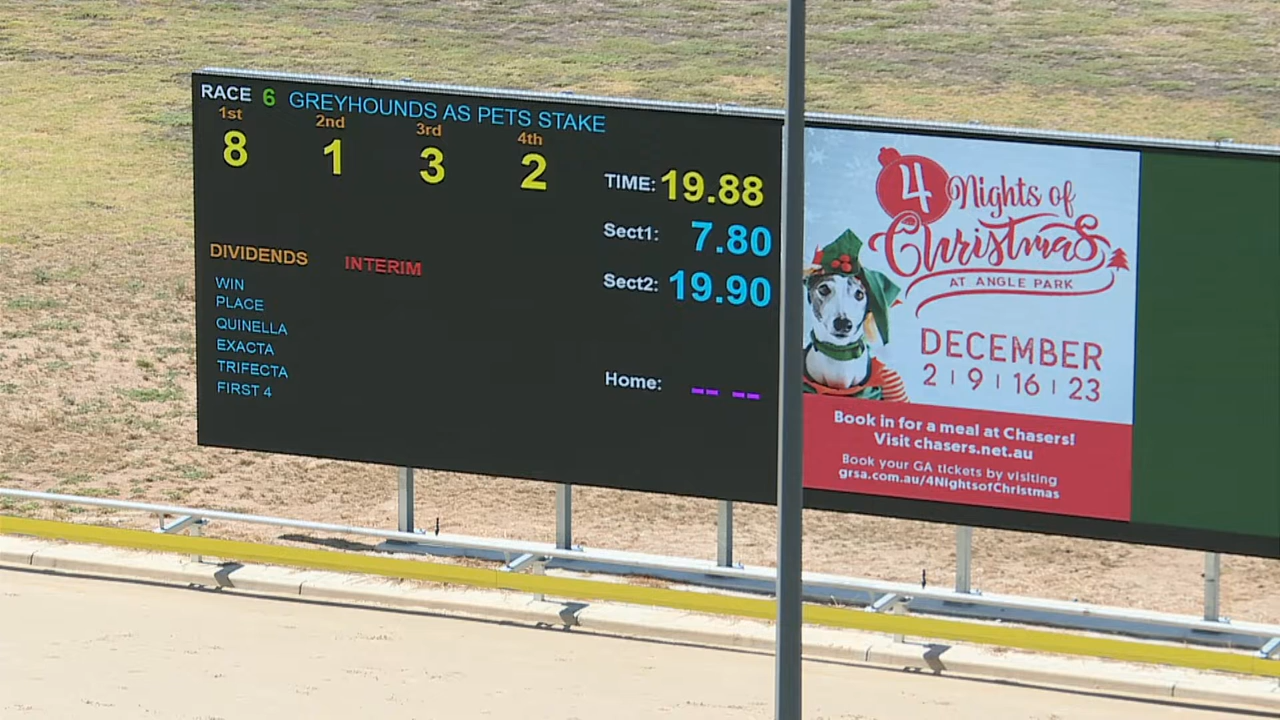 RACE 6 GREYHOUNDS AS PETS STAKE
1st 2nd 3rd 4th
8 1 3 2
TIME: 19.88
Sect1: 7.80
Sect2: 19.90
DIVIDENDS INTERIM
WIN
PLACE
QUINELLA
EXACTA
TRIFECTA
FIRST 4
Home: -- --
4 Nights of
Christmas
AT ANGLE PARK
DECEMBER
2 | 9 | 16 | 23
Book in for a meal at Chasers!
Visit chasers.net.au
Book your GA tickets by visiting
grsa.com.au/4NightsofChristmas